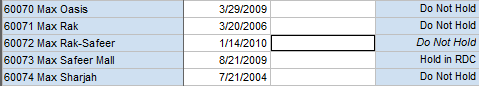 60070 Max Oasis 3/29/2009 Do Not Hold
60071 Max Rak 3/20/2006 Do Not Hold
60072 Max Rak-Safeer 1/14/2010 Do Not Hold
60073 Max Safeer Mall 8/21/2009 Hold in RDC
60074 Max Sharjah 7/21/2004 Do Not Hold